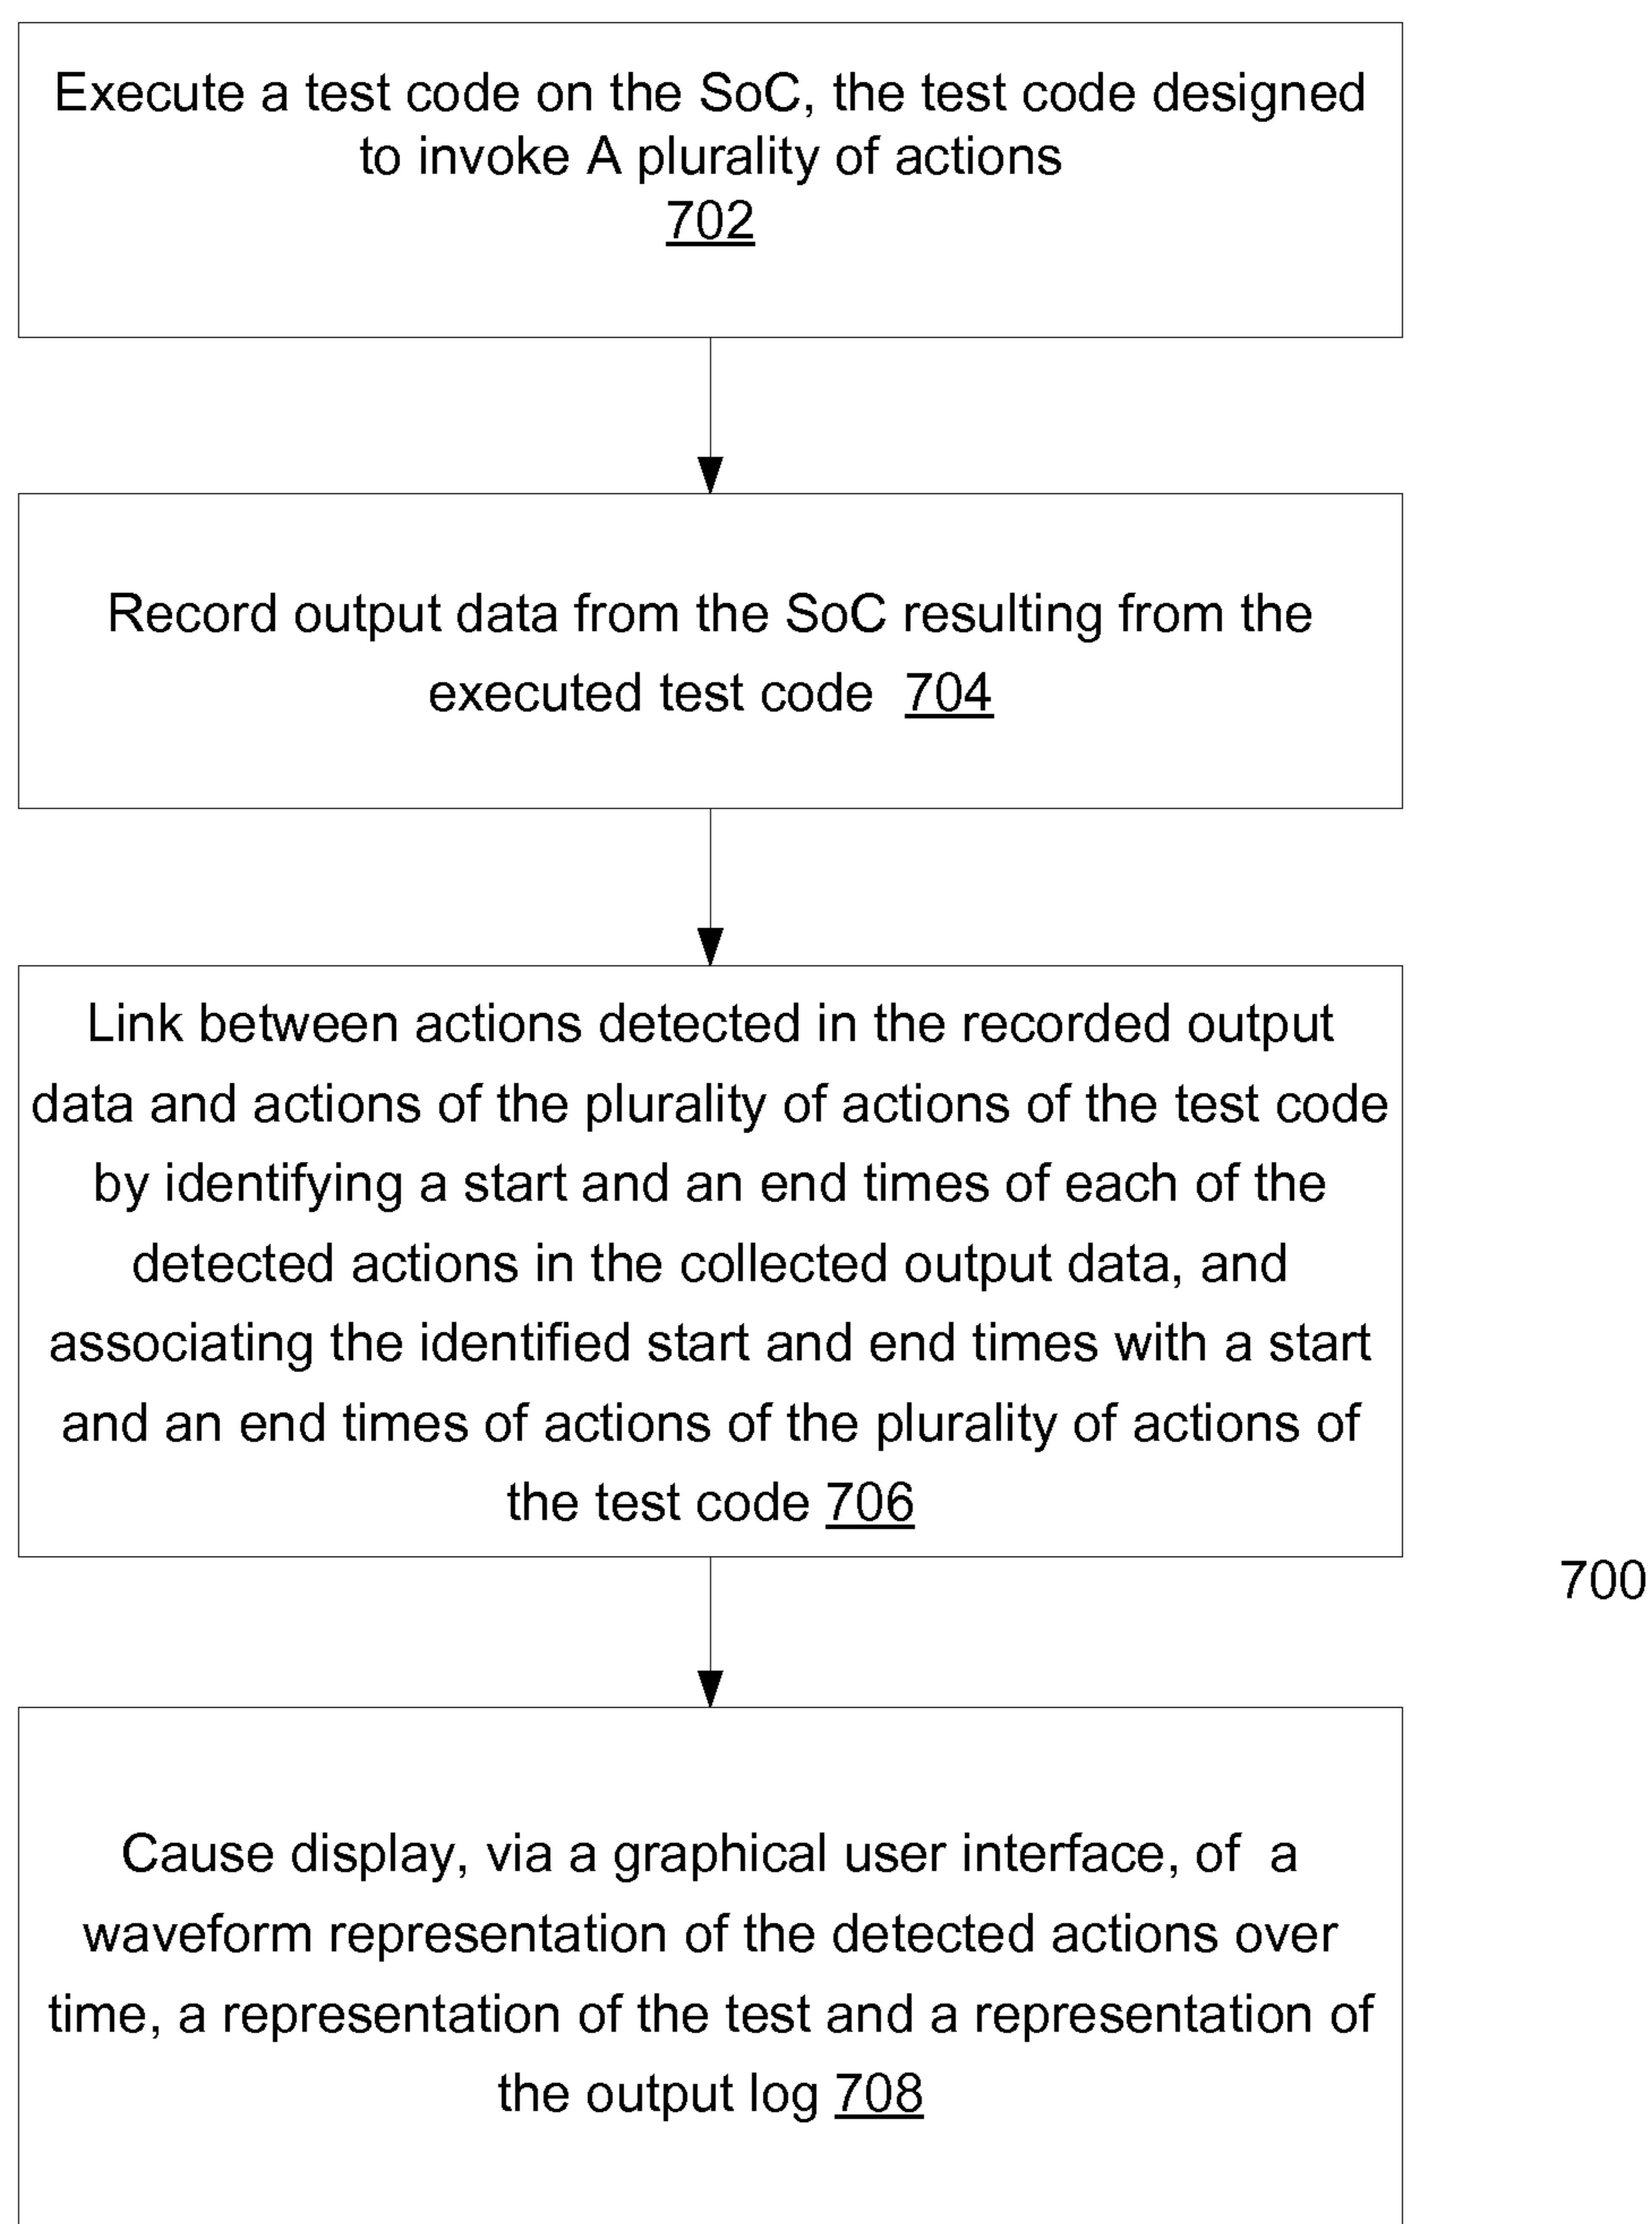 Execute a test code on the SoC, the test code designed
to invoke A plurality of actions
702
Record output data from the SoC resulting from the
executed test code 704
Link between actions detected in the recorded output
data and actions of the plurality of actions of the test code
by identifying a start and an end times of each of the
detected actions in the collected output data, and
associating the identified start and end times with a start
and an end times of actions of the plurality of actions of
the test code 706
700
Cause display, via a graphical user interface, of a
waveform representation of the detected actions over
time, a representation of the test and a representation of
the output log 708